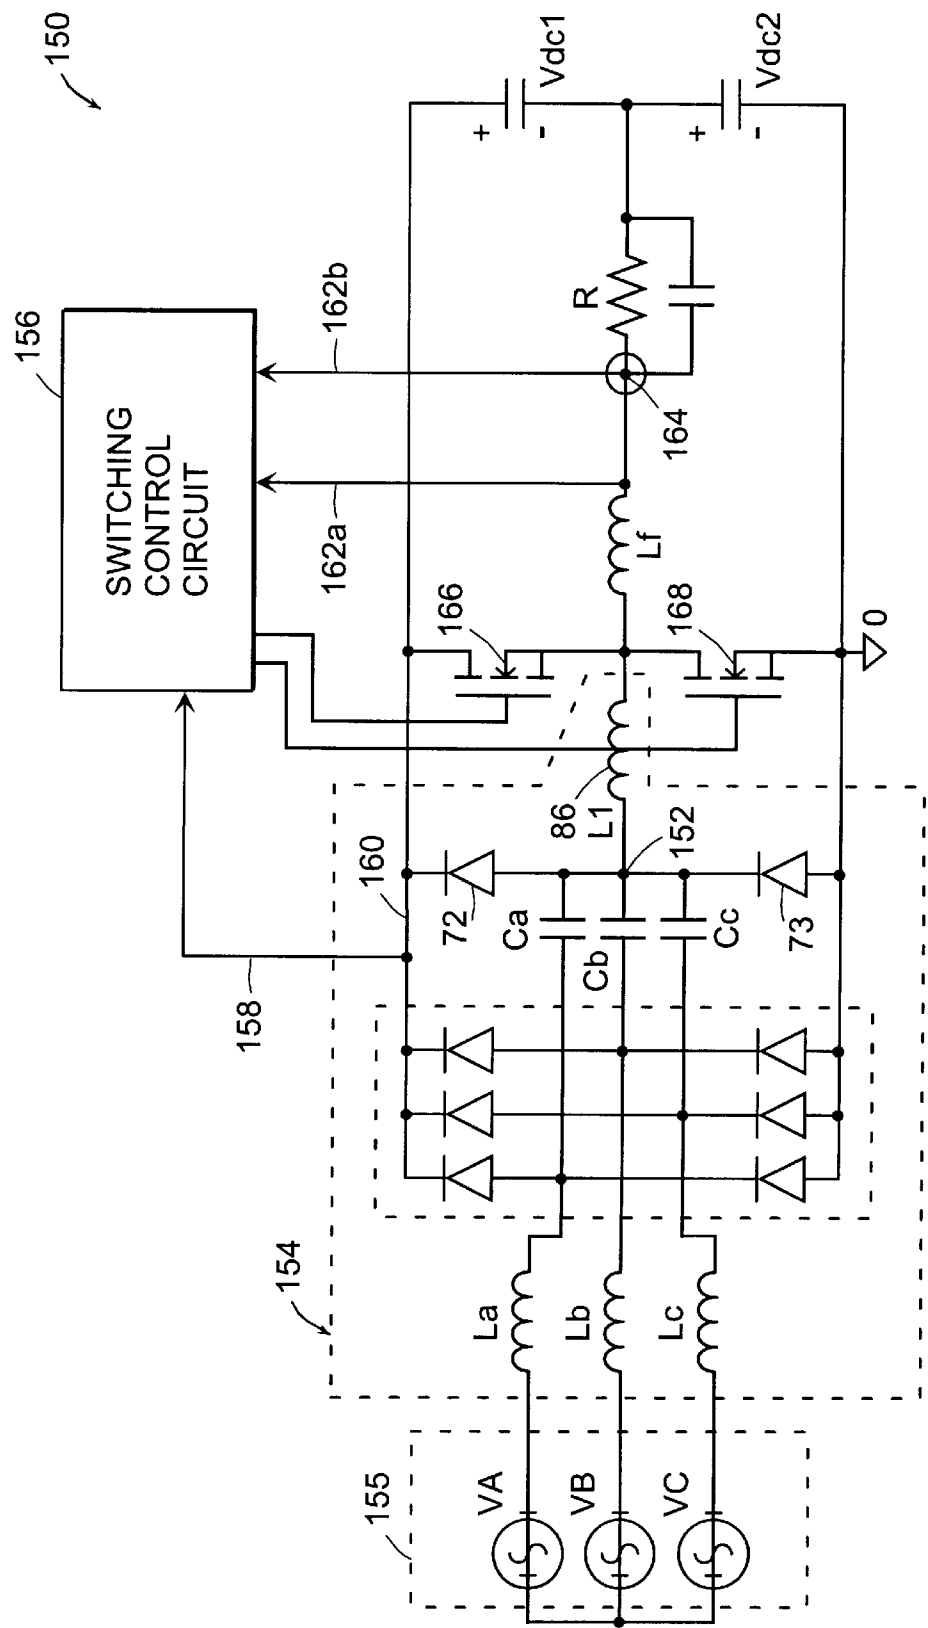 150
156
SWITCHING
CONTROL
CIRCUIT
158
160
162a
162b
166
168
164
R
Lf
Vdc1
+
-
Vdc2
+
-
0
154
72
73
Ca
Cb
Cc
152
86
L1
La
Lb
Lc
155
VA
VB
VC